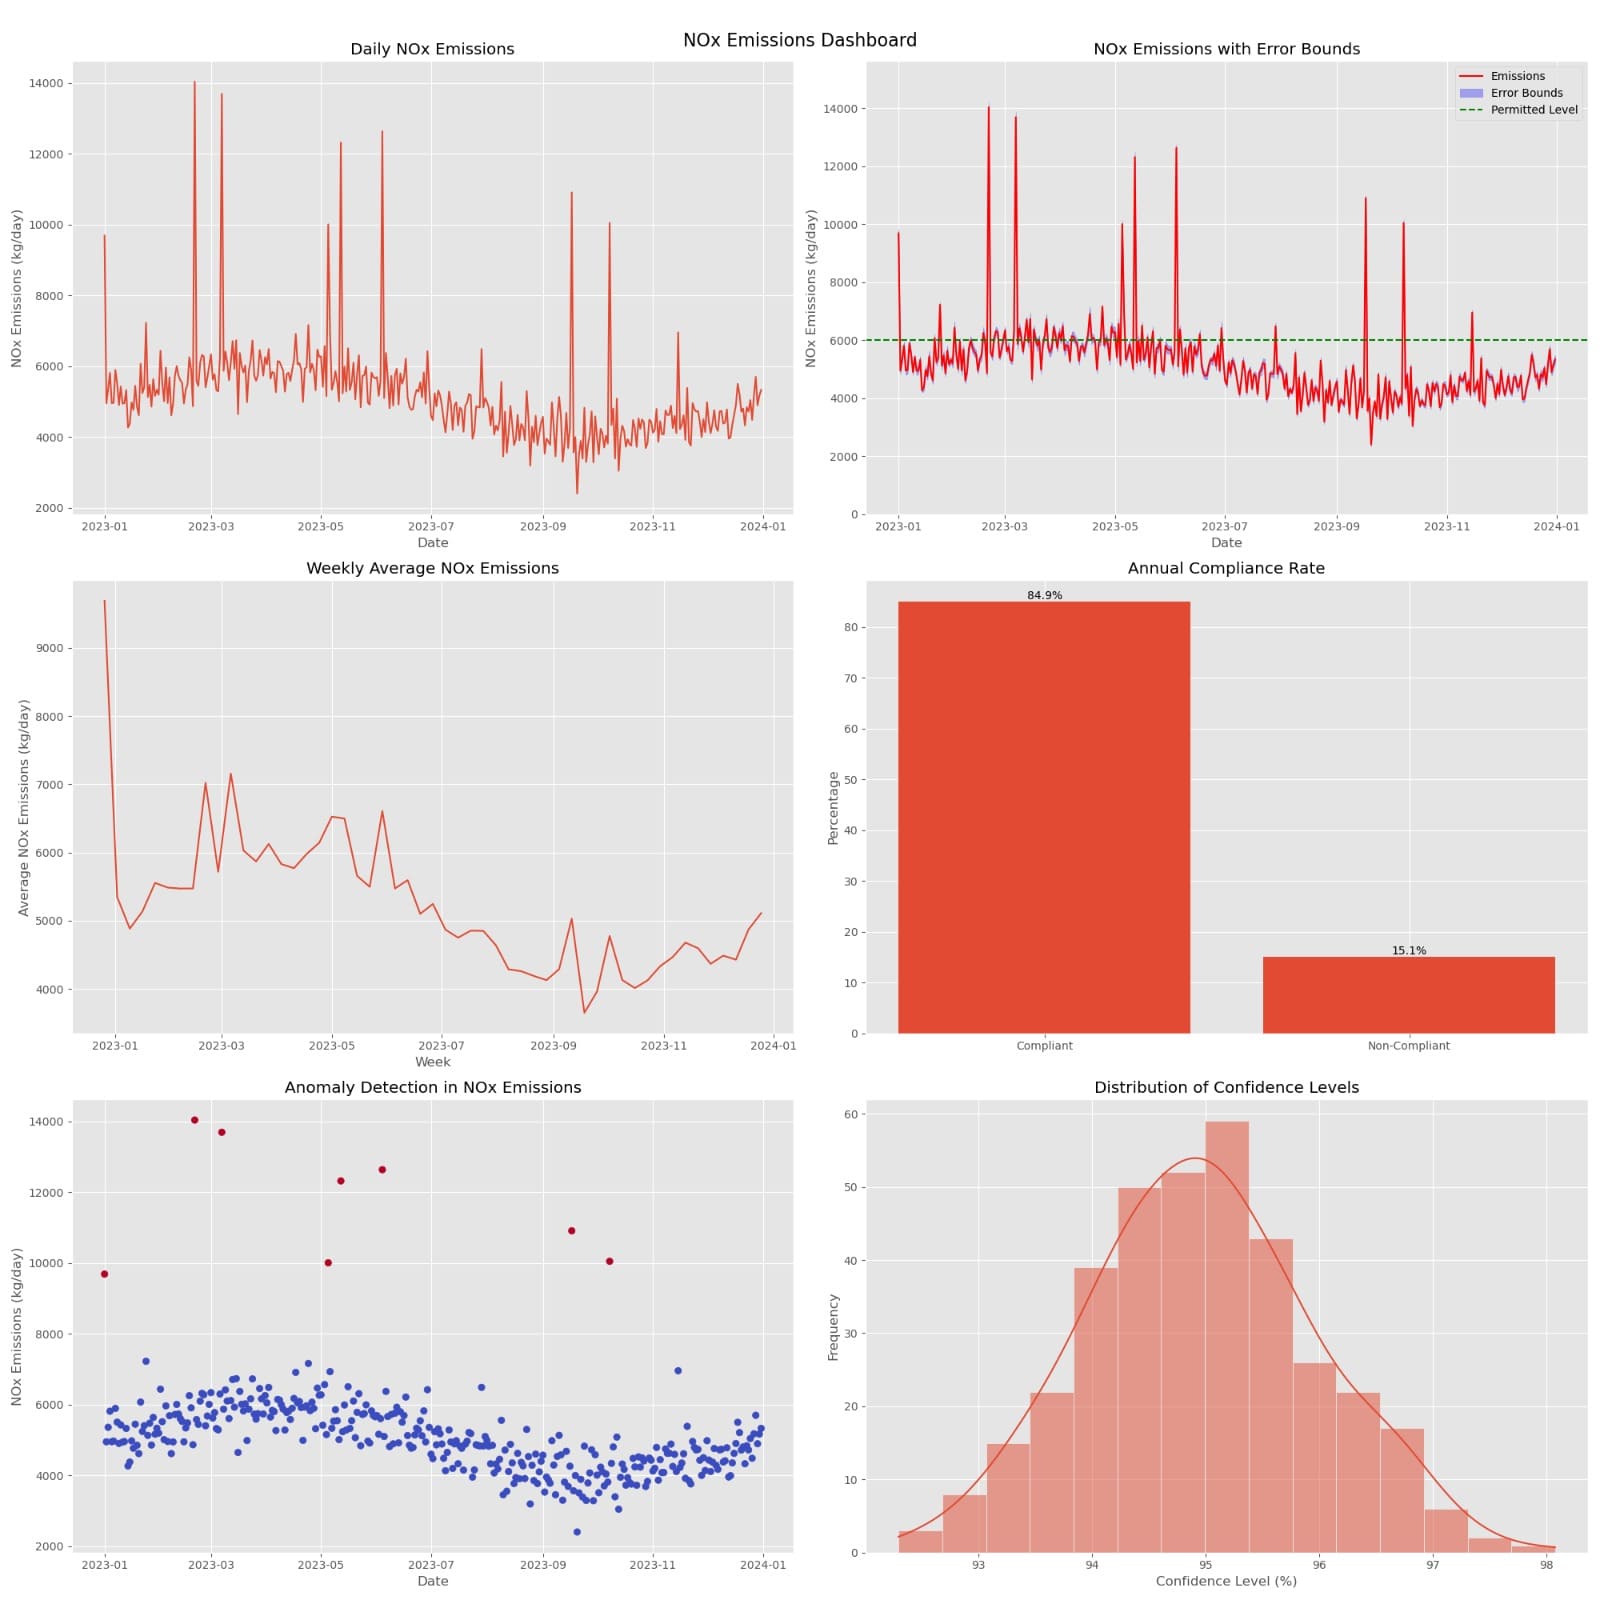 NOx Emissions Dashboard
Daily NOx Emissions
NOx Emissions (kg/day)
14000
12000
10000
8000
6000
4000
2000
2023-01 2023-03 2023-05 2023-07 2023-09 2023-11 2024-01
Date
NOx Emissions with Error Bounds
Emissions
Error Bounds
Permitted Level
NOx Emissions (kg/day)
14000
12000
10000
8000
6000
4000
2000
0
2023-01 2023-03 2023-05 2023-07 2023-09 2023-11 2024-01
Date
Weekly Average NOx Emissions
Average NOx Emissions (kg/day)
9000
8000
7000
6000
5000
4000
2023-01 2023-03 2023-05 2023-07 2023-09 2023-11 2024-01
Week
Annual Compliance Rate
Percentage
80
70
60
50
40
30
20
10
0
84.9%
15.1%
Compliant Non-Compliant
Anomaly Detection in NOx Emissions
NOx Emissions (kg/day)
14000
12000
10000
8000
6000
4000
2000
2023-01 2023-03 2023-05 2023-07 2023-09 2023-11 2024-01
Date
Distribution of Confidence Levels
Frequency
60
50
40
30
20
10
0
93 94 95 96 97 98
Confidence Level (%)